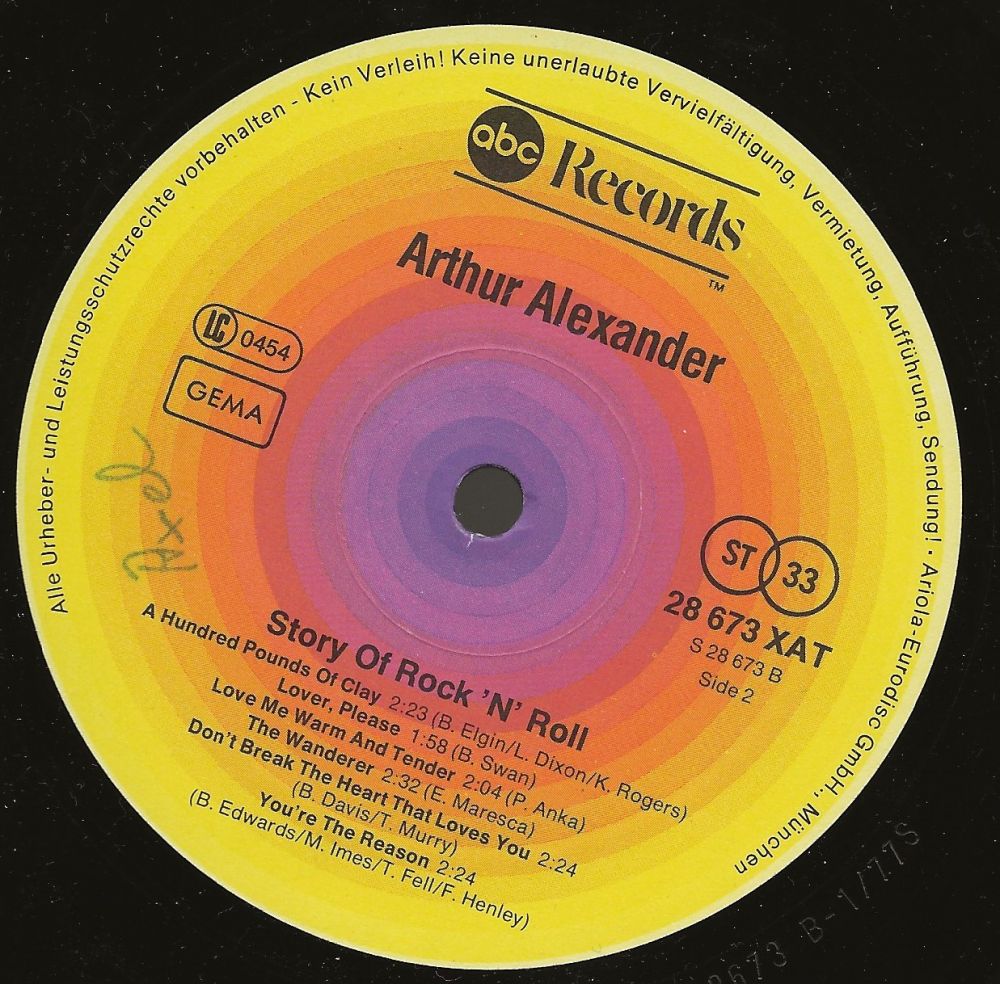 Alle Urheber- und Leistungsschutzrechte vorbehalten - Kein Verleih! Keine unerlaubte Vervielfältigung, Vermietung, Aufführung, Sendung! · Ariola-Eurodisc GmbH., München
abc Records
TM
Arthur Alexander
LC 0454
GEMA
Axel
ST 33
28 673 XAT
S 28 673 B
Side 2
Story Of Rock 'N' Roll
A Hundred Pounds Of Clay 2:23 (B. Elgin/L. Dixon/K. Rogers)
Lover, Please 1:58 (B. Swan)
Love Me Warm And Tender 2:04 (P. Anka)
The Wanderer 2:32 (E. Maresca)
Don't Break The Heart That Loves You 2:24
(B. Davis/T. Murry)
You're The Reason 2:24
(B. Edwards/M. Imes/T. Fell/F. Henley)